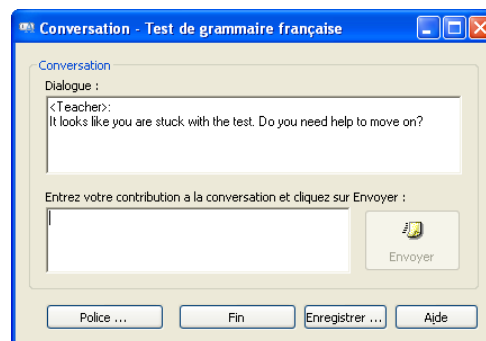 Conversation - Test de grammaire française
Conversation
Dialogue :
<Teacher>:
It looks like you are stuck with the test. Do you need help to move on?
Entrez votre contribution a la conversation et cliquez sur Envoyer :
Envoyer
Police ...
Fin
Enregistrer ...
Aide